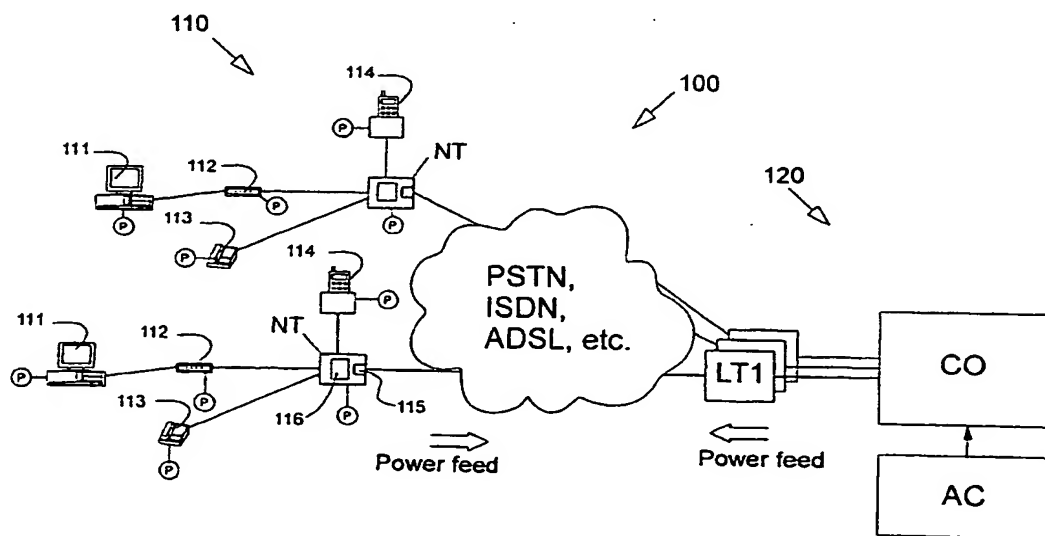 110
114
100
P
NT
111
112
120
P
P
113
P
P
114
P
PSTN,
ISDN,
ADSL, etc.
111
112
NT
LT1
CO
P
113
P
116
P
115
P
Power feed
Power feed
AC